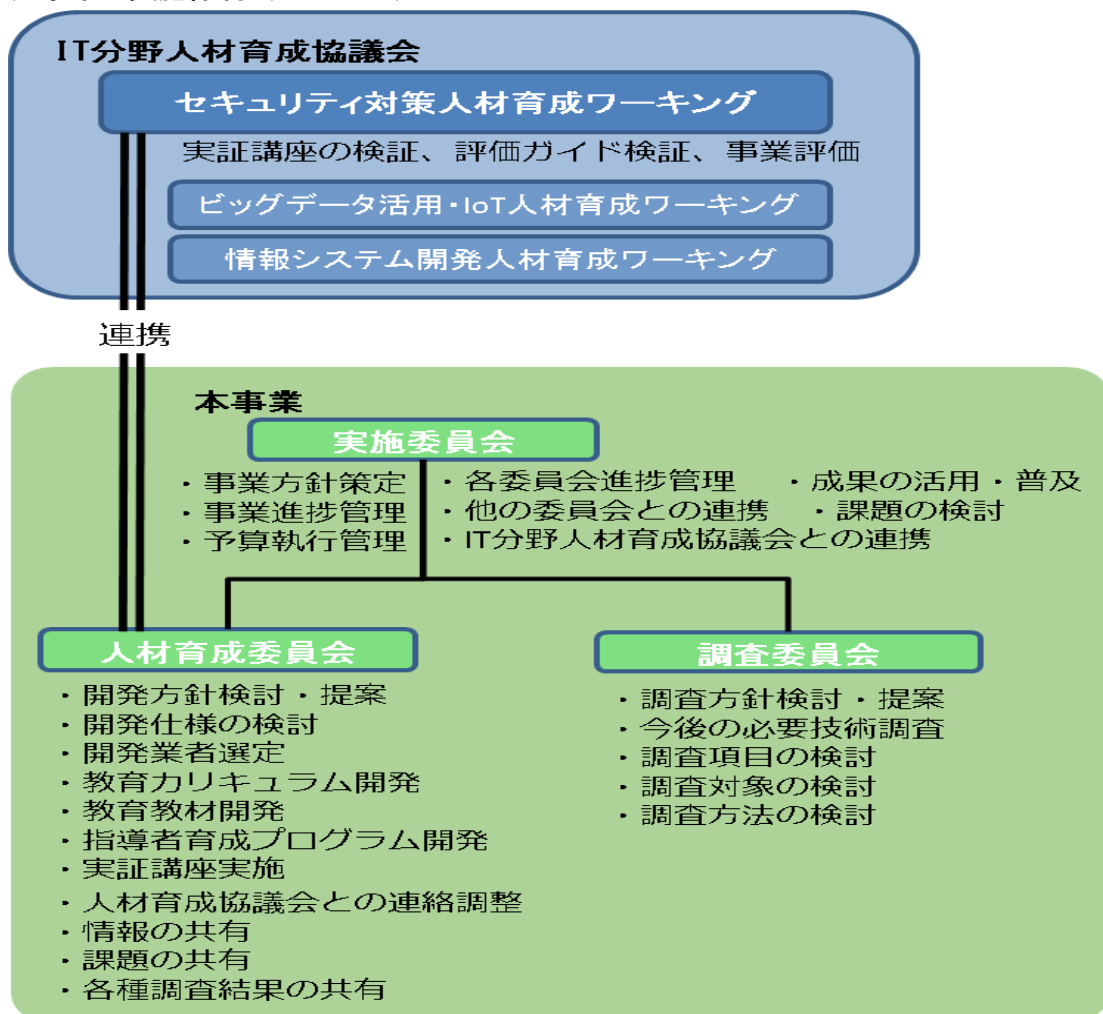 IT分野人材育成協議会
セキュリティ対策人材育成ワーキング
実証講座の検証、評価ガイド検証、事業評価
ビッグデータ活用・IoT人材育成ワーキング
情報システム開発人材育成ワーキング
連携
本事業
実施委員会
・事業方針策定
・事業進捗管理
・予算執行管理
・各委員会進捗管理 ・成果の活用・普及
・他の委員会との連携 ・課題の検討
・IT分野人材育成協議会との連携
人材育成委員会
・開発方針検討・提案
・開発仕様の検討
・開発業者選定
・教育カリキュラム開発
・教育教材開発
・指導者育成プログラム開発
・実証講座実施
・人材育成協議会との連絡調整
・情報の共有
・課題の共有
・各種調査結果の共有
調査委員会
・調査方針検討・提案
・今後の必要技術調査
・調査項目の検討
・調査対象の検討
・調査方法の検討